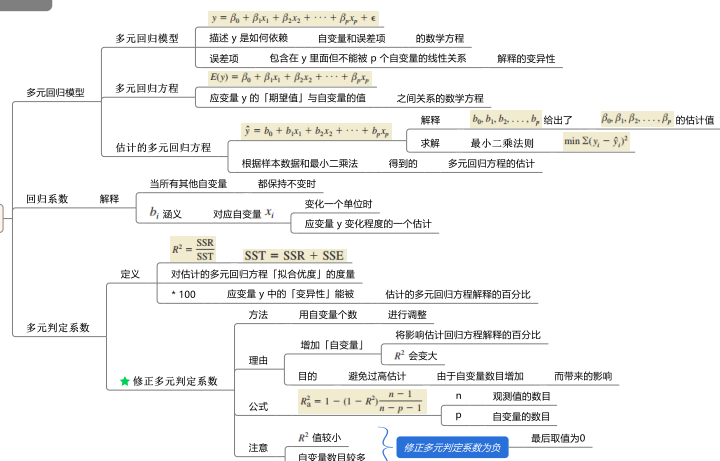 多元回归模型
多元回归模型
y = β₀ + β₁x₁ + β₂x₂ + ··· + βₚxₚ + ϵ
描述 y 是如何依赖 自变量和误差项 的数学方程
误差项 包含在 y 里面但不能被 p 个自变量的线性关系 解释的变异性
多元回归方程
E(y) = β₀ + β₁x₁ + β₂x₂ + ··· + βₚxₚ
应变量 y 的「期望值」与自变量的值 之间关系的数学方程
估计的多元回归方程
ŷ = b₀ + b₁x₁ + b₂x₂ + ··· + bₚxₚ
解释 b₀, b₁, b₂, . . . , bₚ 给出了 β₀, β₁, β₂, . . . , βₚ 的估计值
求解 最小二乘法则 min Σ(yᵢ − ŷᵢ)²
根据样本数据和最小二乘法 得到的 多元回归方程的估计
回归系数 解释
当所有其他自变量 都保持不变时
bᵢ 涵义 对应自变量 xᵢ
变化一个单位时
应变量 y 变化程度的一个估计
多元判定系数
定义
R² = SSR/SST SST = SSR + SSE
对估计的多元回归方程「拟合优度」的度量
* 100 应变量 y 中的「变异性」能被 估计的多元回归方程解释的百分比
修正多元判定系数
方法 用自变量个数 进行调整
理由
增加「自变量」
将影响估计回归方程解释的百分比
R² 会变大
目的 避免过高估计 由于自变量数目增加 而带来的影响
公式
Rₐ² = 1 − (1 − R²) (n − 1)/(n − p − 1)
n 观测值的数目
p 自变量的数目
注意
R² 值较小
自变量数目较多
修正多元判定系数为负 最后取值为0